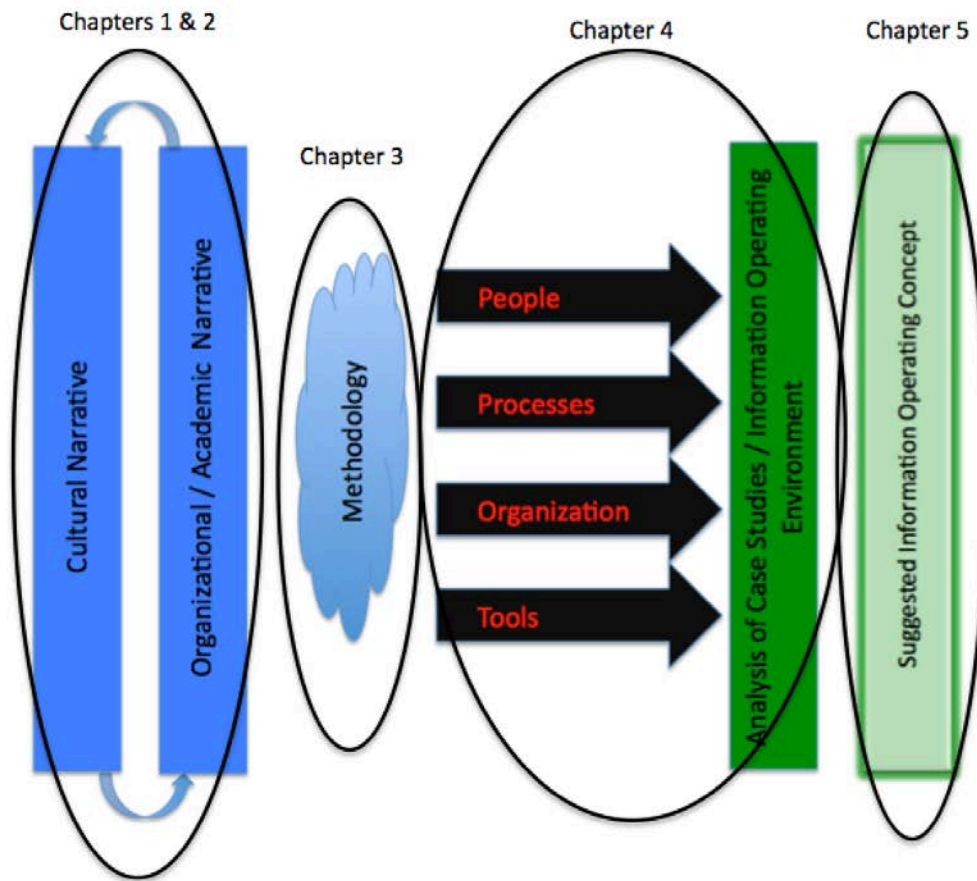 Chapters 1 & 2
Chapter 4
Chapter 5
Chapter 3
Cultural Narrative
Organizational / Academic Narrative
Methodology
People
Processes
Organization
Tools
Analysis of Case Studies / Information Operating
Environment
Suggested Information Operating Concept